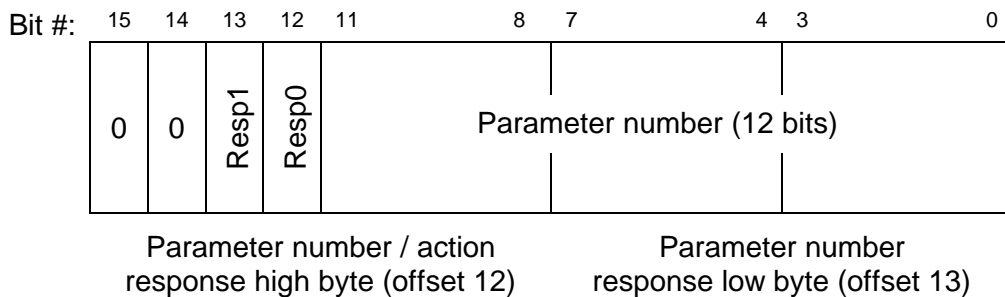 Bit #: 15 14 13 12 11 8 7 4 3 0
0 0 Resp1 Resp0 Parameter number (12 bits)
Parameter number / action Parameter number
response high byte (offset 12) response low byte (offset 13)